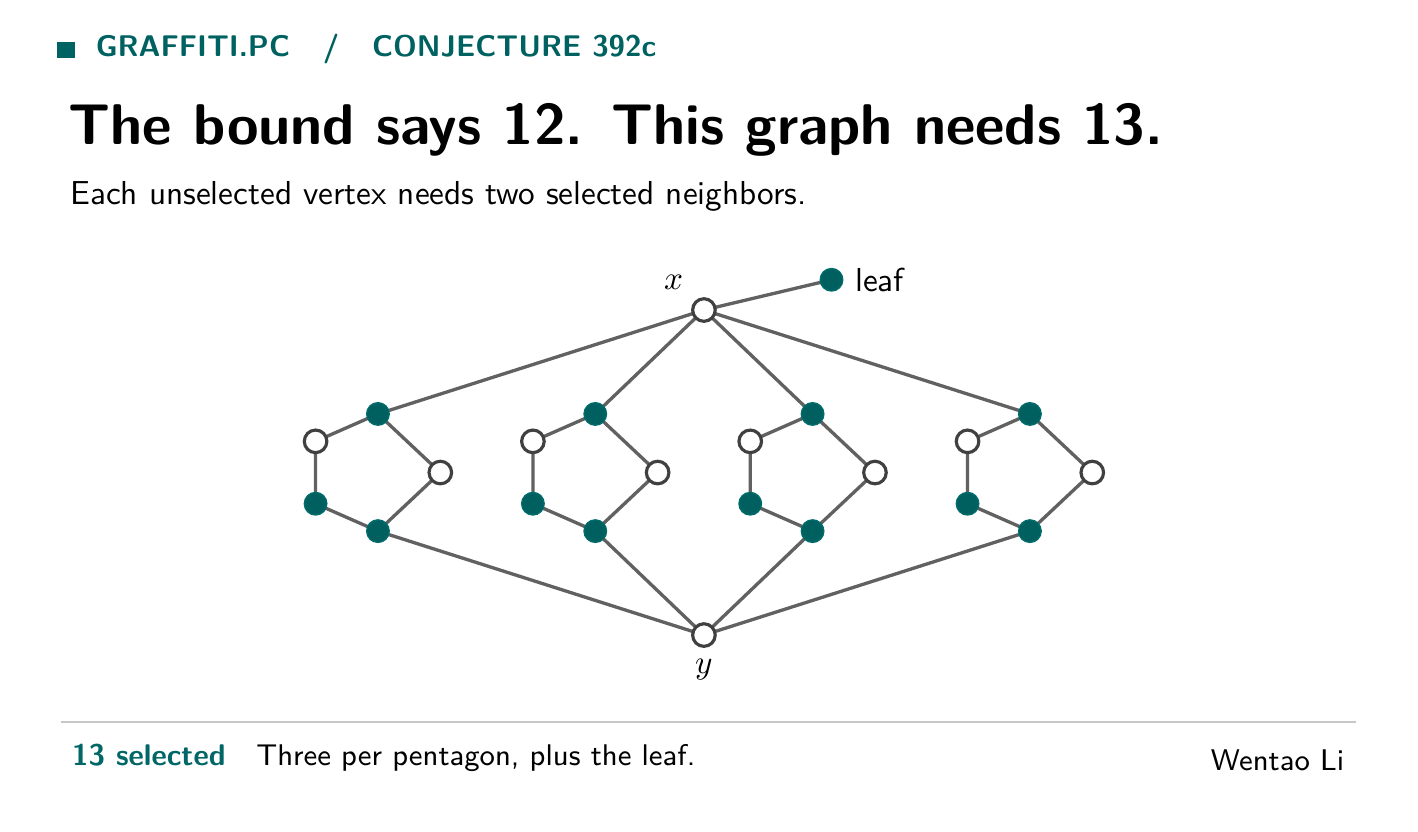 GRAFFITI.PC / CONJECTURE 392c
The bound says 12. This graph needs 13.
Each unselected vertex needs two selected neighbors.
x
leaf
y
13 selected Three per pentagon, plus the leaf.
Wentao Li